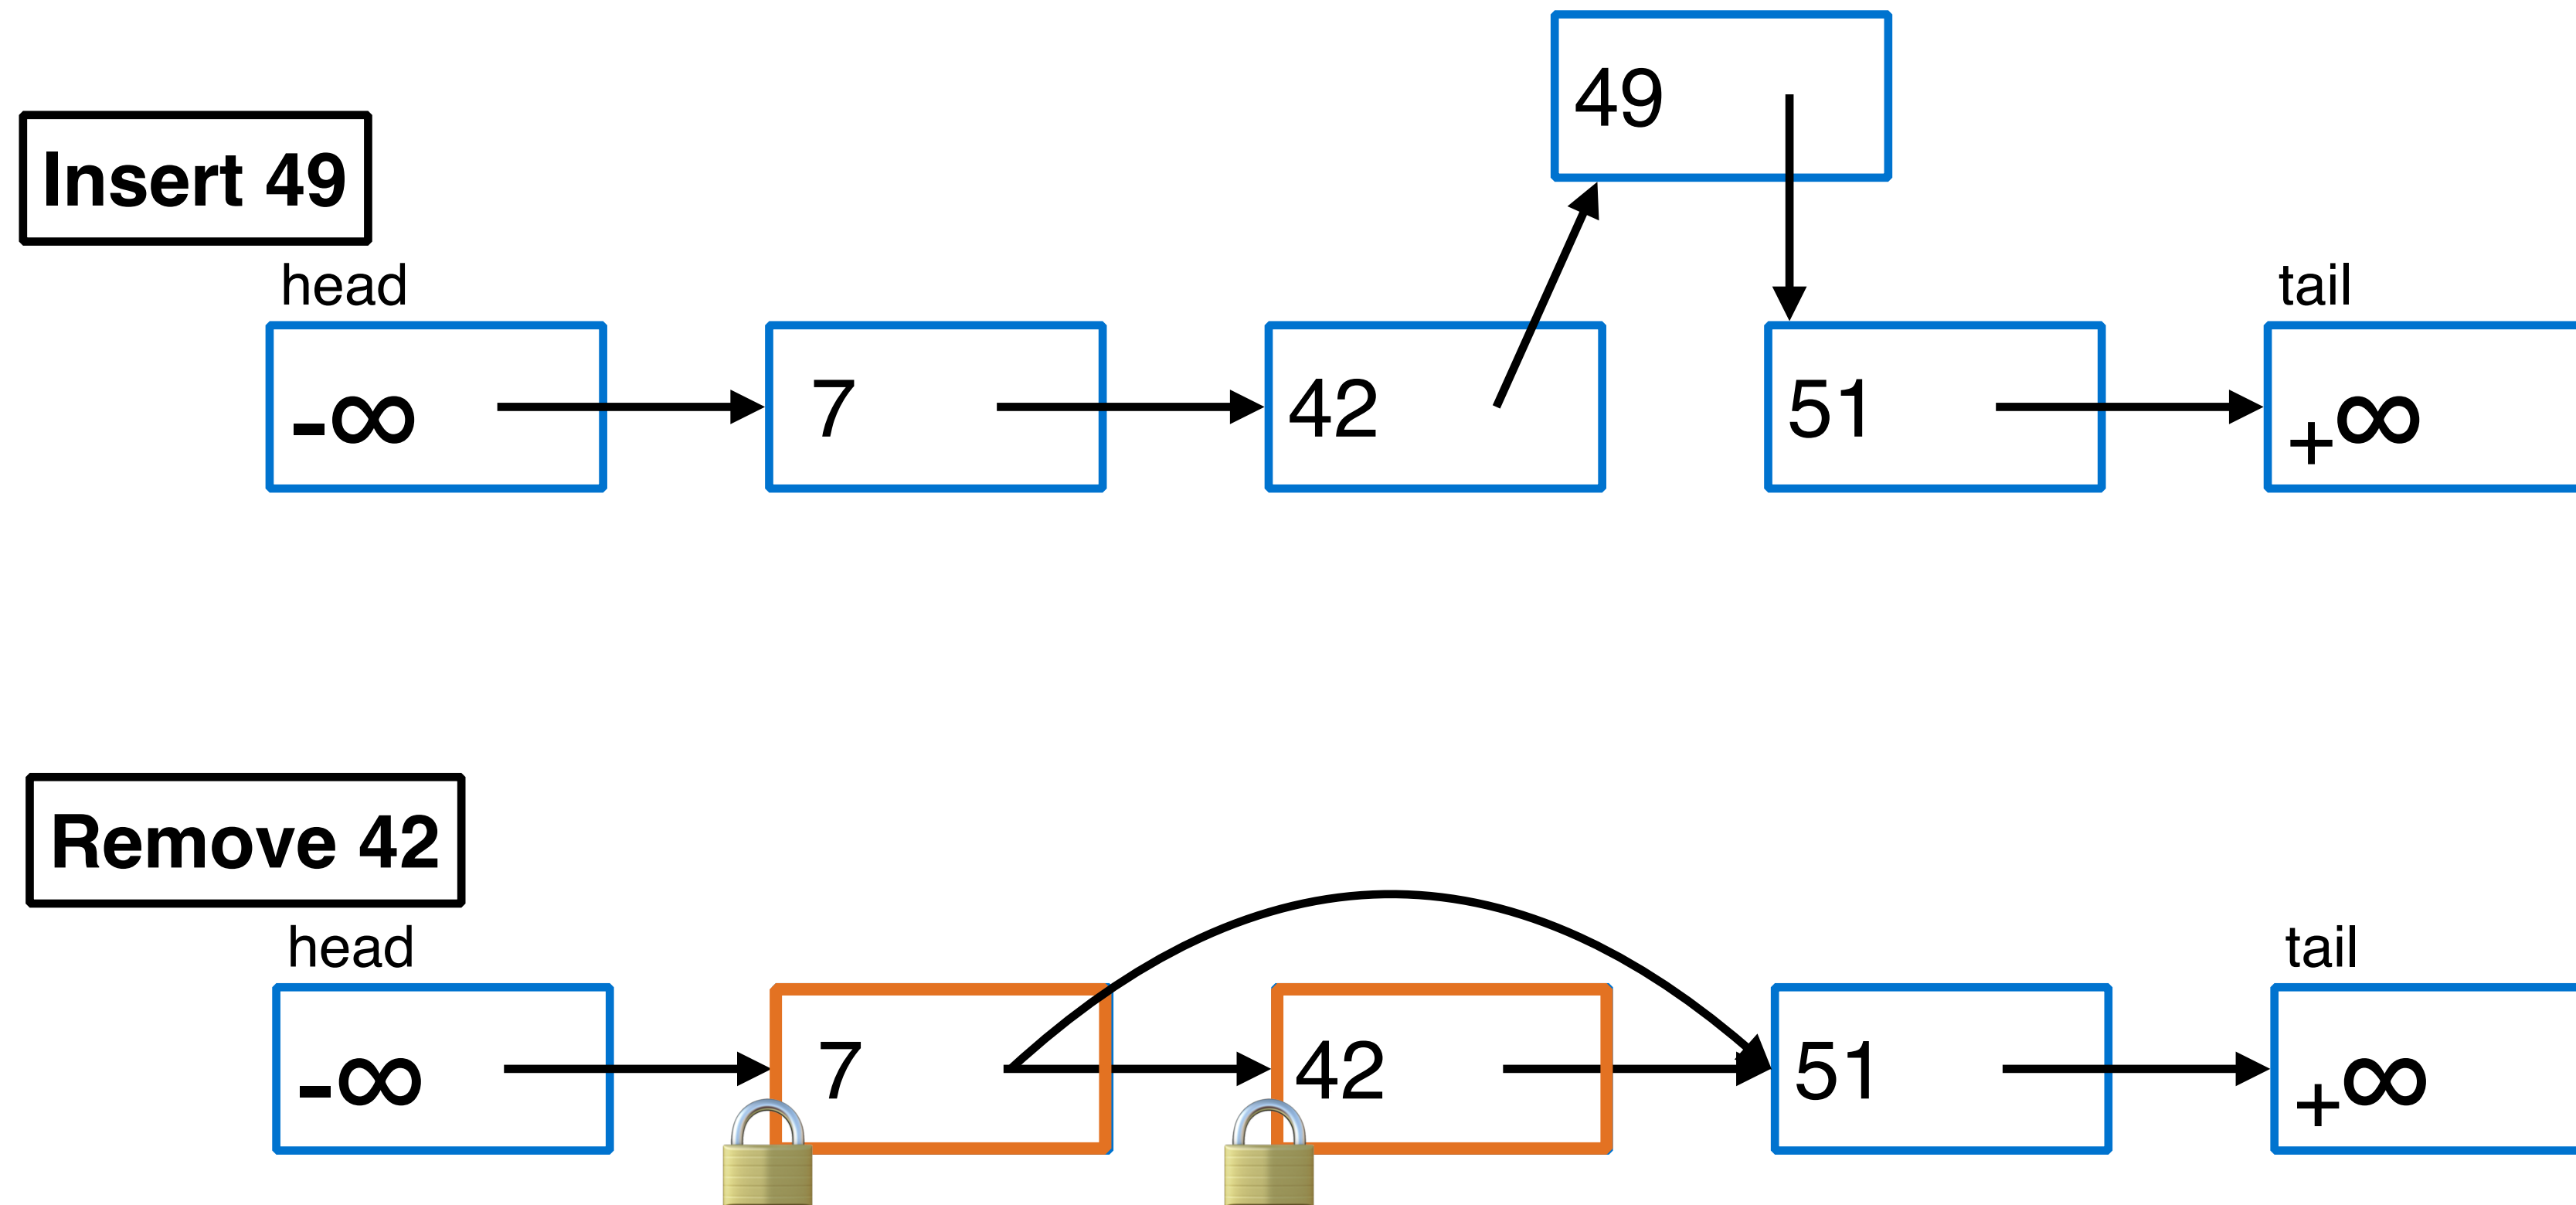 49
Insert 49
head
tail
-∞ 7 42 51 +∞
Remove 42
head
tail
-∞ 7 42 51 +∞